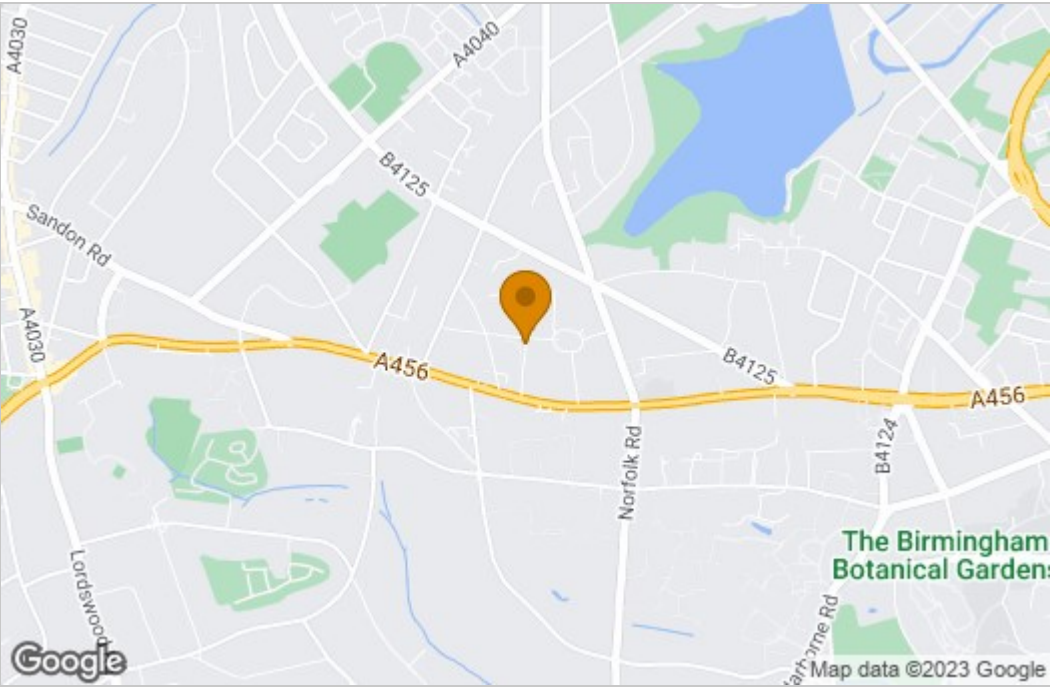 A4030
A4040
B4125
Sandon Rd
A4030
A456
B4125
A456
B4124
Norfolk Rd
The Birmingham
Botanical Gardens
Lordswood
Harborne Rd
Google
Map data ©2023 Google